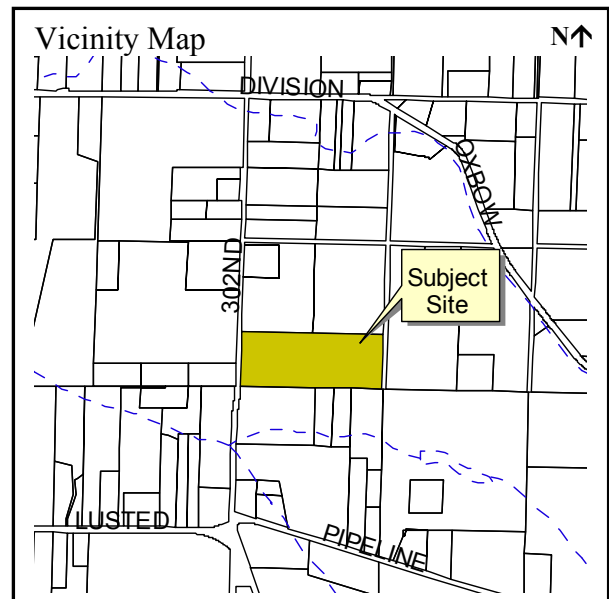 Vicinity Map
N↑
DIVISION
OXBOW
302ND
Subject
Site
LUSTED
PIPELINE